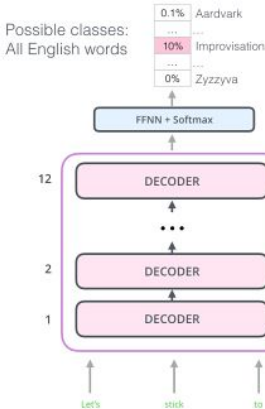 Possible classes:
All English words
0.1% Aardvark
... ...
10% Improvisation
... ...
0% Zyzzyva
FFNN + Softmax
12 DECODER
...
2 DECODER
1 DECODER
Let's stick to